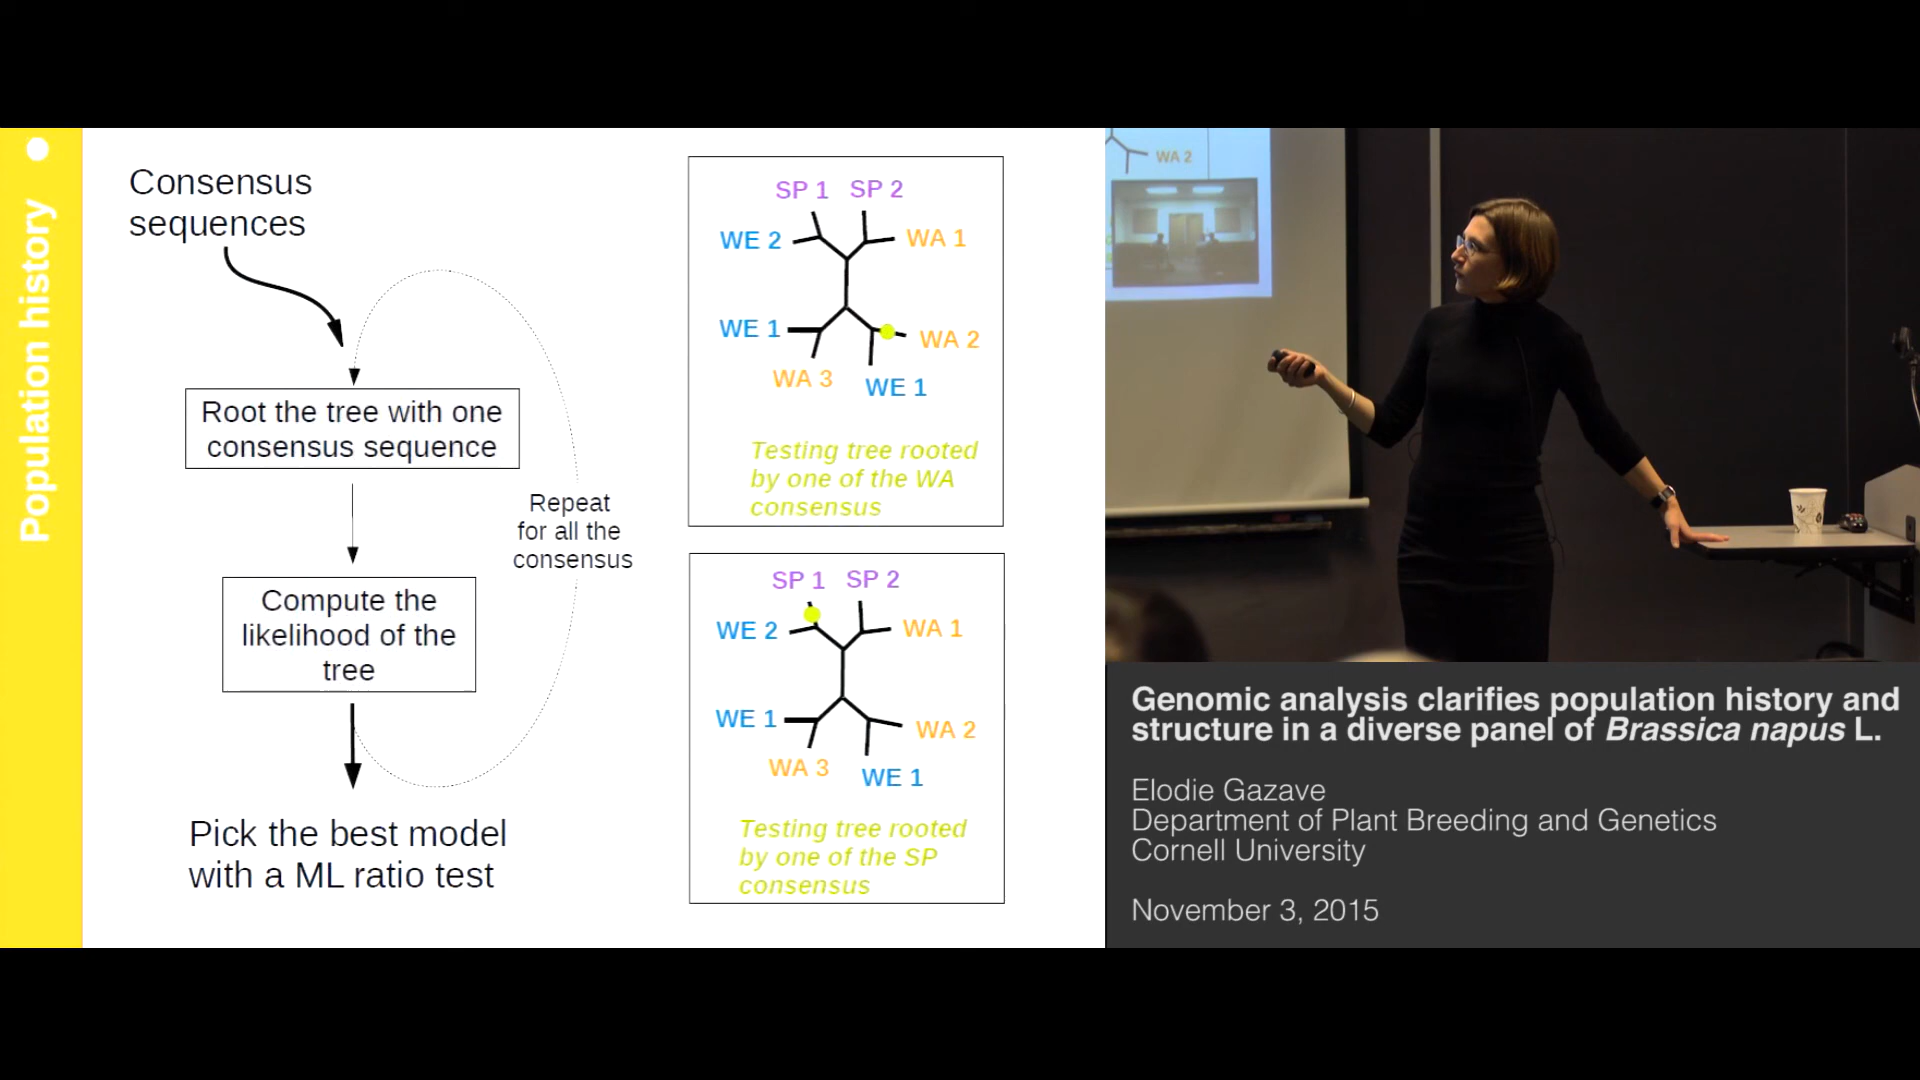 Population history
Consensus
sequences
Root the tree with one
consensus sequence
Repeat
for all the
consensus
Compute the
likelihood of the
tree
Pick the best model
with a ML ratio test
SP 1 SP 2
WE 2 WA 1
WE 1 WA 2
WA 3 WE 1
Testing tree rooted
by one of the WA
consensus
SP 1 SP 2
WE 2 WA 1
WE 1 WA 2
WA 3 WE 1
Testing tree rooted
by one of the SP
consensus
WA 2
Genomic analysis clarifies population history and
structure in a diverse panel of Brassica napus L.
Elodie Gazave
Department of Plant Breeding and Genetics
Cornell University
November 3, 2015